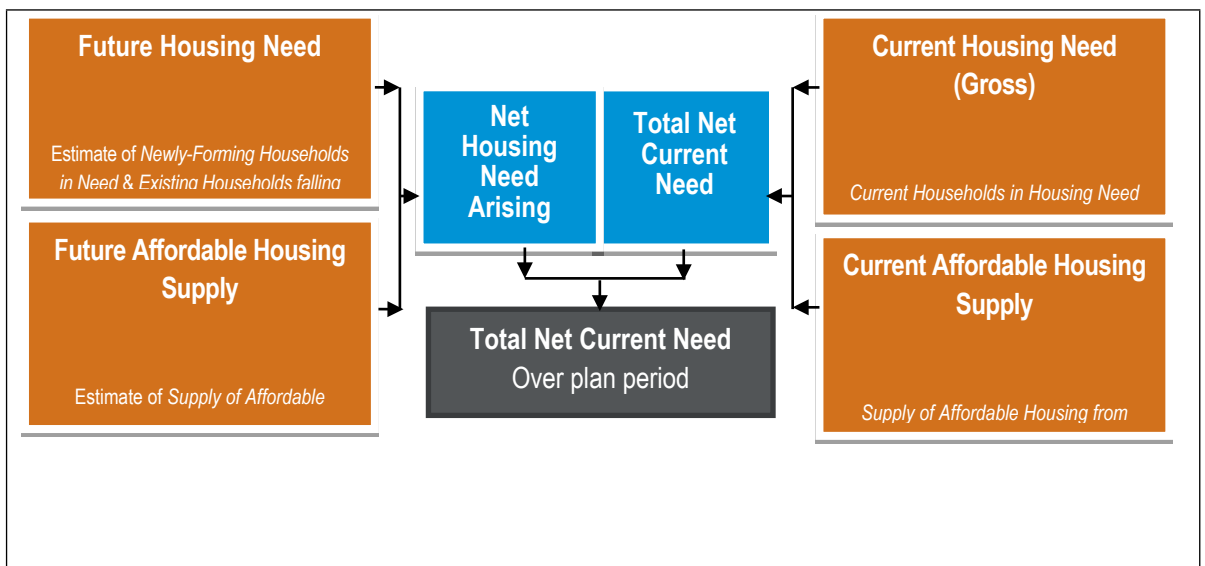 Future Housing Need
Estimate of Newly-Forming Households
in Need & Existing Households falling
Future Affordable Housing
Supply
Estimate of Supply of Affordable
Net
Housing
Need
Arising
Total Net
Current
Need
Total Net Current Need
Over plan period
Current Housing Need
(Gross)
Current Households in Housing Need
Current Affordable Housing
Supply
Supply of Affordable Housing from